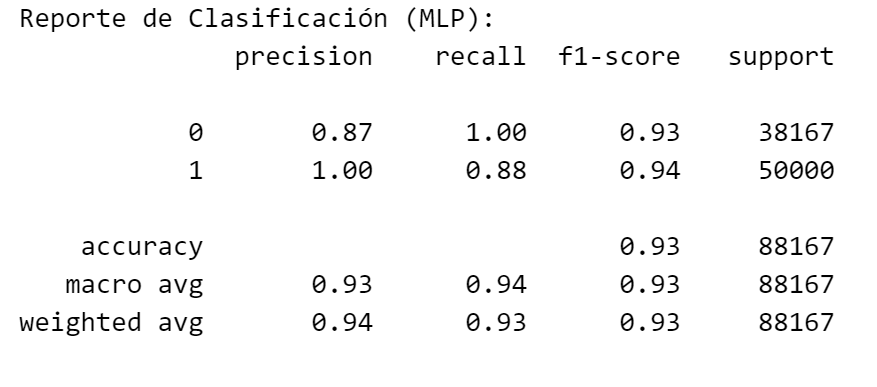 Reporte de Clasificación (MLP):
precision recall f1-score support
0 0.87 1.00 0.93 38167
1 1.00 0.88 0.94 50000
accuracy 0.93 88167
macro avg 0.93 0.94 0.93 88167
weighted avg 0.94 0.93 0.93 88167